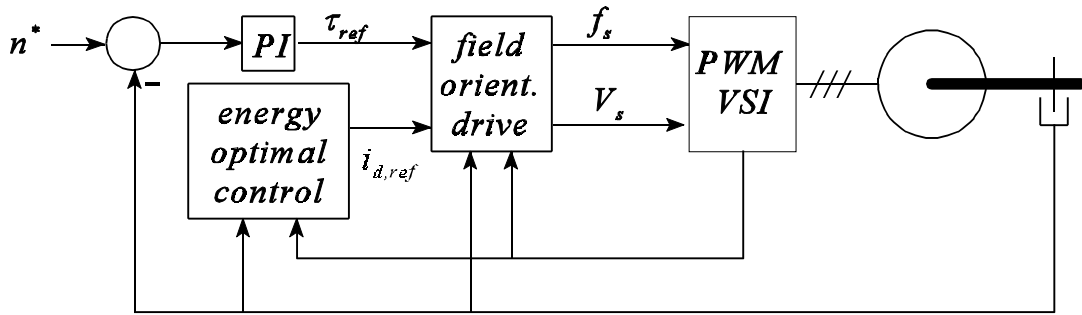 n*
PI
τref
field
orient.
drive
fs
Vs
PWM
VSI
energy
optimal
control
id,ref
-